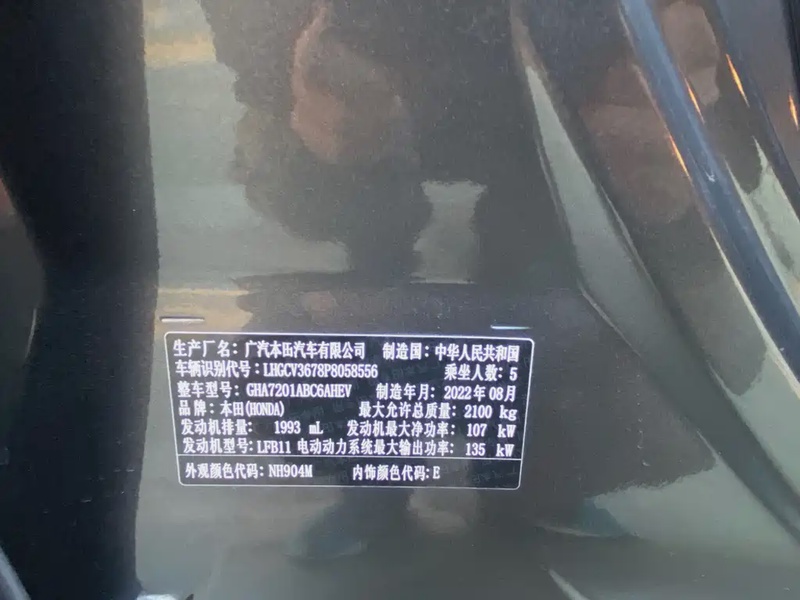 生产厂名：广汽本田汽车有限公司 制造国：中华人民共和国
车辆识别代号：LHGCV3678P8058556 乘坐人数：5
整车型号：GHA7201ABC6AHEV 制造年月：2022年08月
品牌：本田(HONDA) 最大允许总质量：2100 kg
发动机排量： 1993 mL 发动机最大净功率：107 kW
发动机型号：LFB11 电动动力系统最大输出功率：135 kW
外观颜色代码：NH904M 内饰颜色代码：E